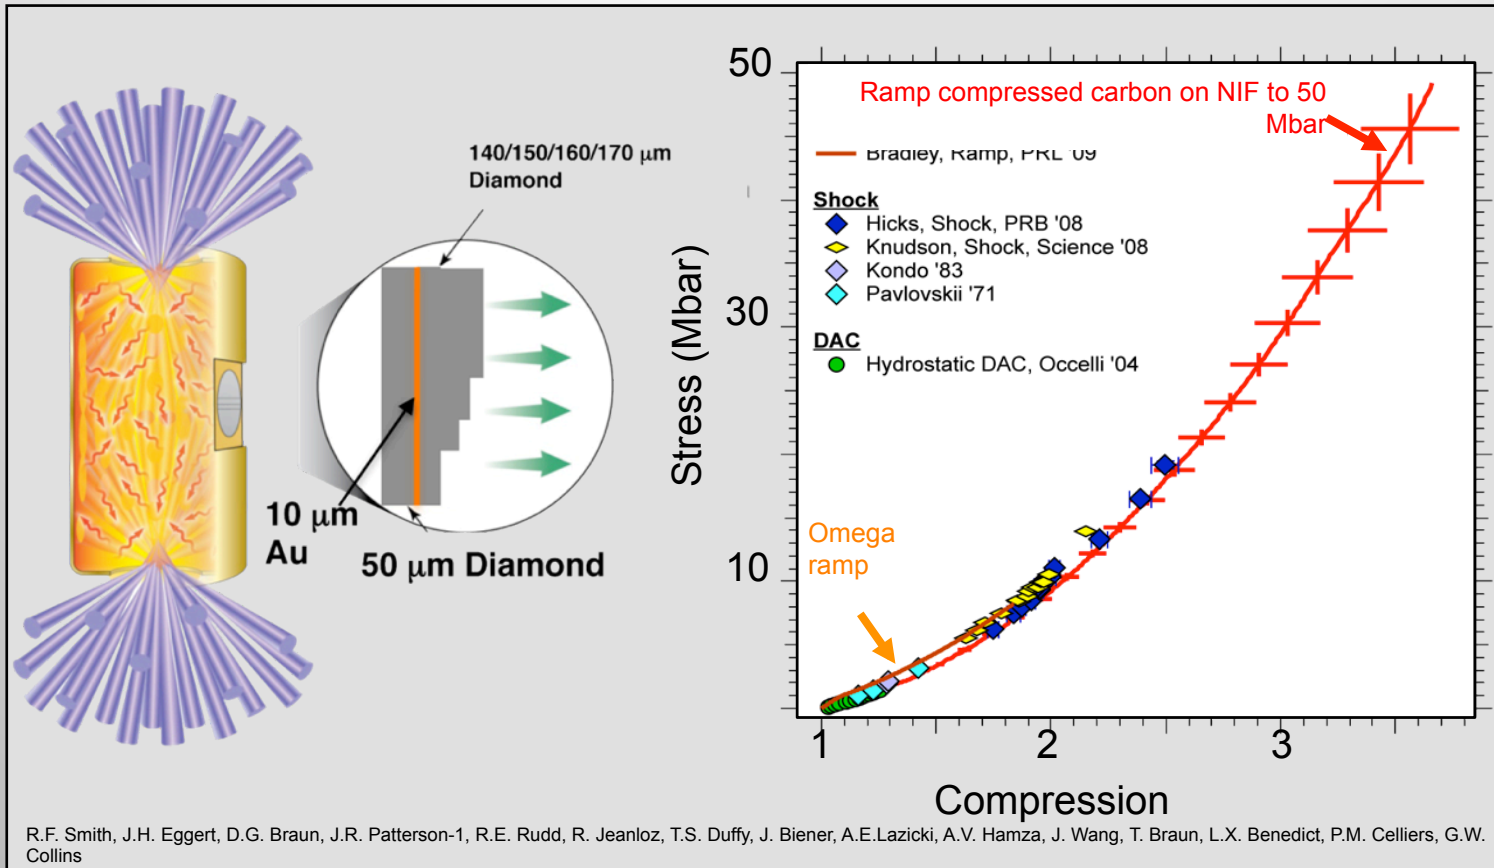 140/150/160/170 μm
Diamond
10 μm
Au
50 μm Diamond
Stress (Mbar)
50
30
10
Ramp compressed carbon on NIF to 50
Mbar
Bradley, Ramp, PRL '09
Shock
Hicks, Shock, PRB '08
Knudson, Shock, Science '08
Kondo '83
Pavlovskii '71
DAC
Hydrostatic DAC, Occelli '04
Omega
ramp
1
2
3
Compression
R.F. Smith, J.H. Eggert, D.G. Braun, J.R. Patterson-1, R.E. Rudd, R. Jeanloz, T.S. Duffy, J. Biener, A.E.Lazicki, A.V. Hamza, J. Wang, T. Braun, L.X. Benedict, P.M. Celliers, G.W.
Collins